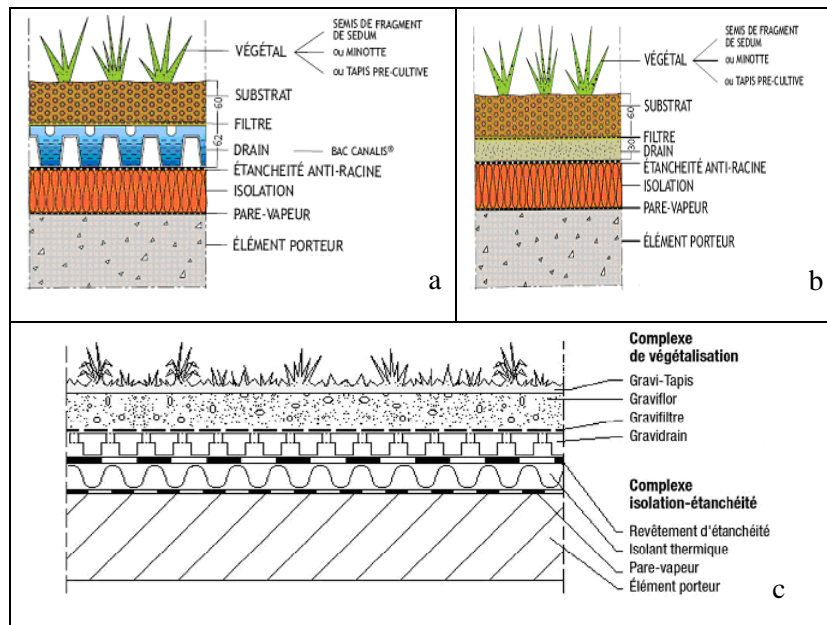 SEMIS DE FRAGMENT
DE SEDUM
VÉGÉTAL
ou MINOTTE
ou TAPIS PRE-CULTIVE
SUBSTRAT
60
FILTRE
62
DRAIN
BAC CANALIS®
ÉTANCHEITÉ ANTI-RACINE
ISOLATION
PARE-VAPEUR
ÉLÉMENT PORTEUR
a
SEMIS DE FRAGMENT
DE SEDUM
VÉGÉTAL
ou MINOTTE
ou TAPIS PRE-CULTIVE
SUBSTRAT
60
FILTRE
DRAIN
30
ÉTANCHEITÉ ANTI-RACINE
ISOLATION
PARE-VAPEUR
ÉLÉMENT PORTEUR
b
Complexe
de végétalisation
Gravi-Tapis
Graviflor
Gravifiltre
Gravidrain
Complexe
isolation-étanchéité
Revêtement d'étanchéité
Isolant thermique
Pare-vapeur
Élément porteur
c